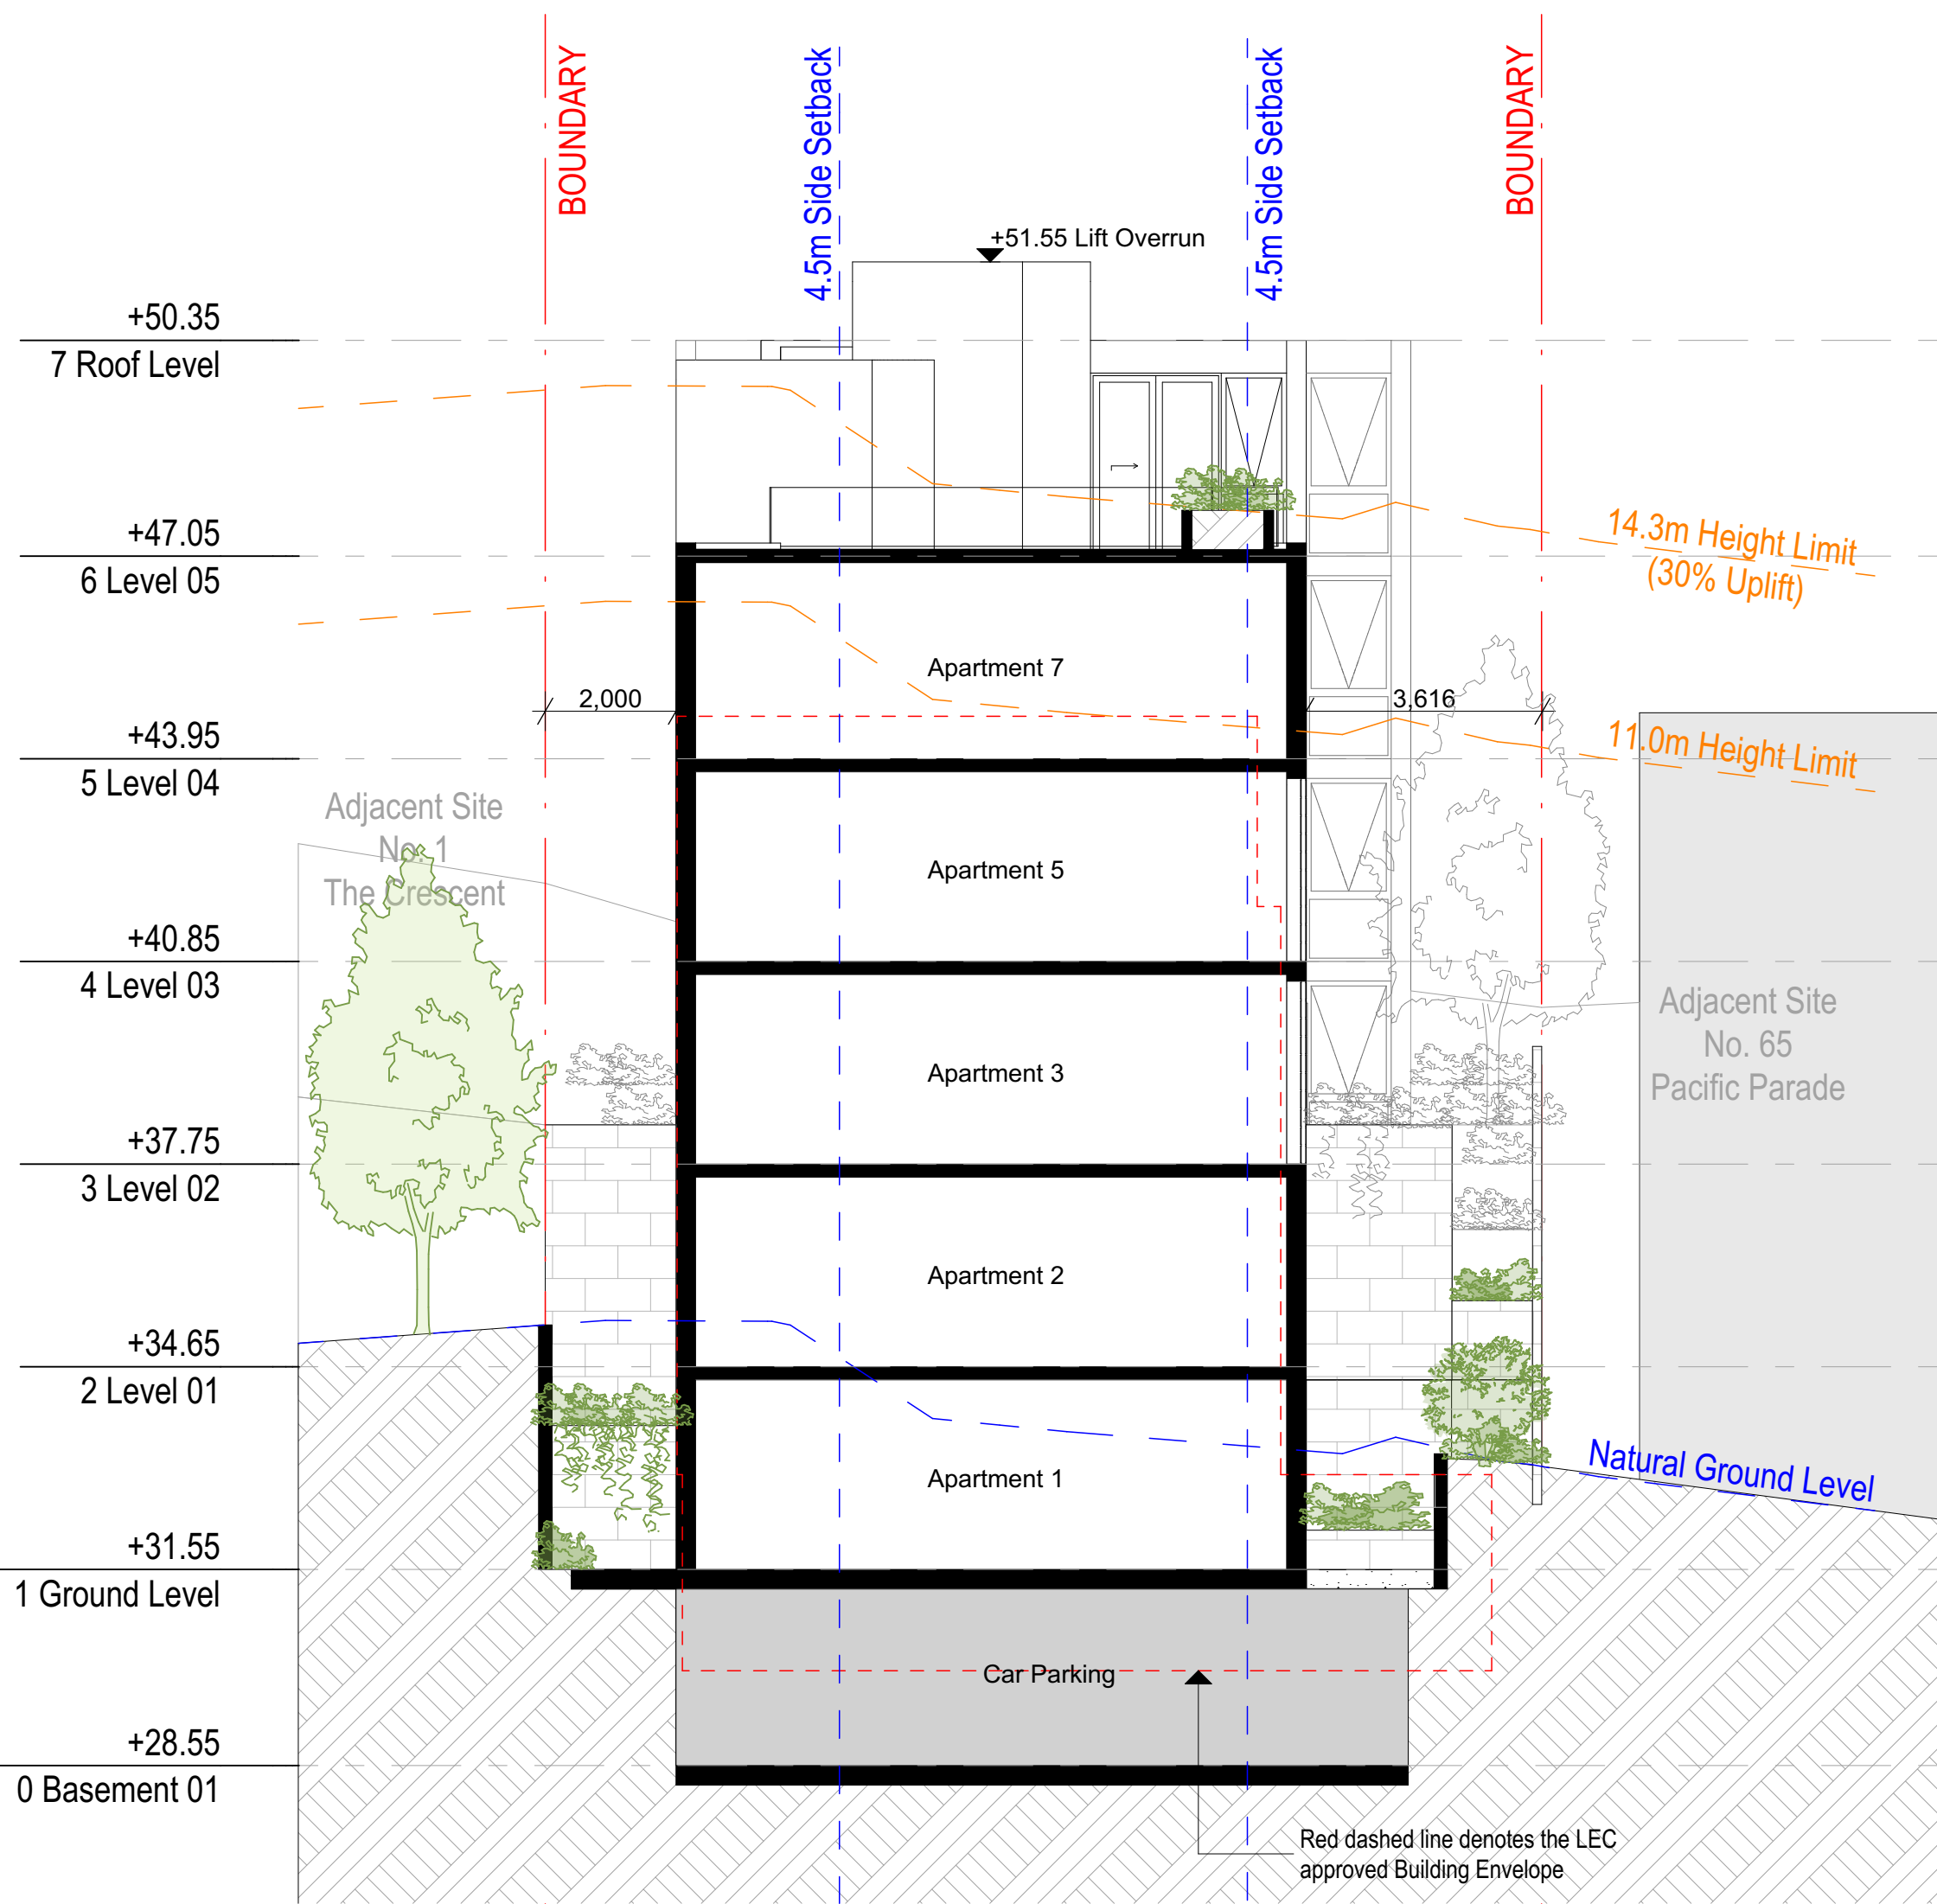 BOUNDARY
4.5m Side Setback
4.5m Side Setback
BOUNDARY
+51.55 Lift Overrun
+50.35
7 Roof Level
14.3m Height Limit
(30% Uplift)
+47.05
6 Level 05
Apartment 7
2,000
3,616
11.0m Height Limit
+43.95
5 Level 04
Adjacent Site
No. 1
The Crescent
Apartment 5
+40.85
4 Level 03
Adjacent Site
No. 65
Pacific Parade
Apartment 3
+37.75
3 Level 02
Apartment 2
+34.65
2 Level 01
Natural Ground Level
Apartment 1
+31.55
1 Ground Level
Car Parking
+28.55
0 Basement 01
Red dashed line denotes the LEC
approved Building Envelope